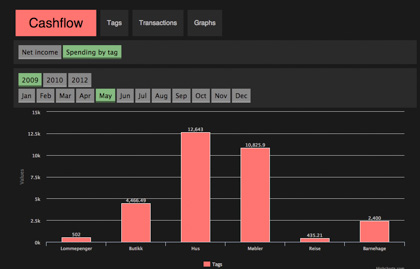 Cashflow Tags Transactions Graphs
Net income Spending by tag
2009 2010 2012
Jan Feb Mar Apr May Jun Jul Aug Sep Oct Nov Dec
15k
12.5k
10k
7.5k
5k
2.5k
0k
Values
502
4,466.49
12,643
10,825.9
435.21
2,400
Lommepenger Butikk Hus Møbler Reise Barnehage
Tags